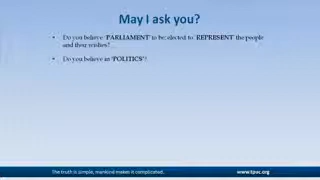 May I ask you?
• Do you believe 'PARLIAMENT' to be; elected to 'REPRESENT' the people
and their wishes?
• Do you believe in 'POLITICS'?
The truth is simple, mankind makes it complicated..
www.tpuc.org